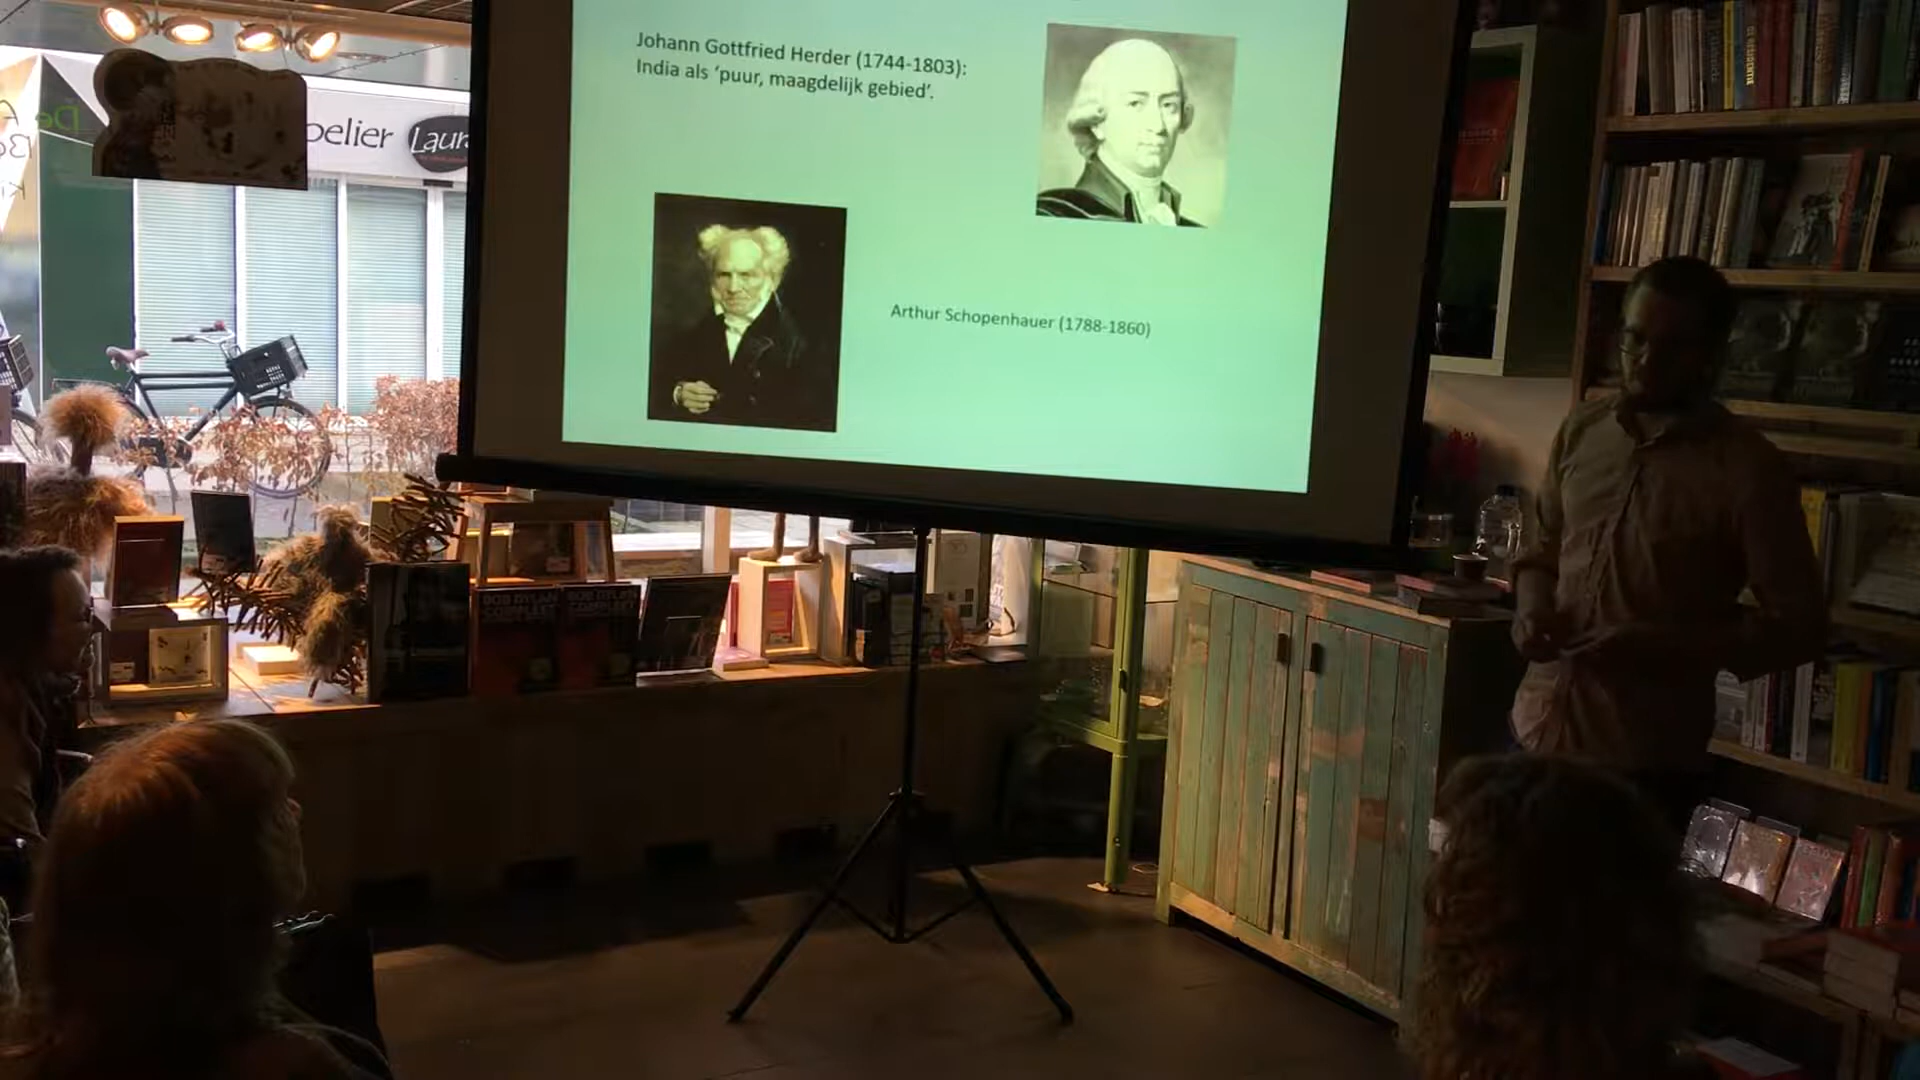 Johann Gottfried Herder (1744-1803):
India als ‘puur, maagdelijk gebied’.
Arthur Schopenhauer (1788-1860)
pelier
Laur
De
BOB DYLAN
COMPLEET
BOB DYLAN
COMPLEET